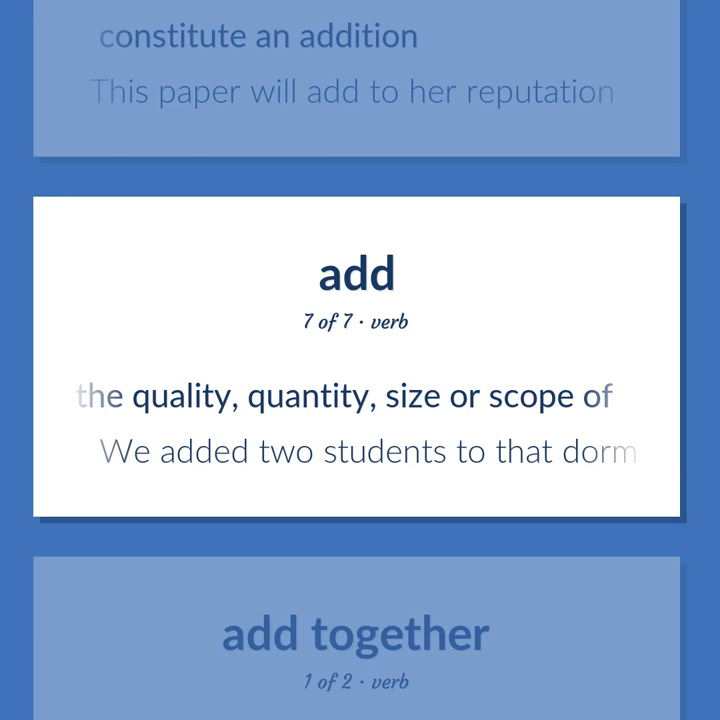 constitute an addition
This paper will add to her reputation
add
7 of 7 · verb
the quality, quantity, size or scope of
We added two students to that dorm
add together
1 of 2 · verb